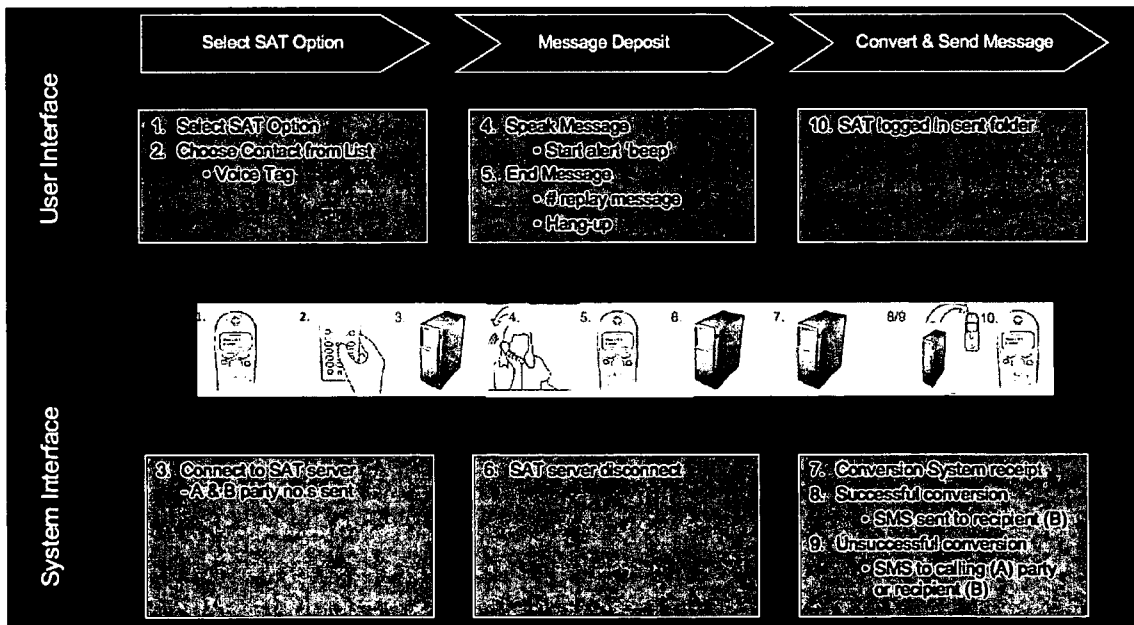 Select SAT Option
Message Deposit
Convert & Send Message
User Interface
1. Select SAT Option
2. Choose Contact from List
• Voice Tag
4. Speak Message
• Start alert 'beep'
5. End Message
• # replay message
• Hang-up
10. SAT logged in sent folder
1.
2.
3.
4.
5.
6.
7.
8/9
10.
System Interface
3. Connect to SAT server
- A & B party no.s sent
6. SAT server disconnect
7. Conversion System receipt
8. Successful conversion
• SMS sent to recipient (B)
9. Unsuccessful conversion
• SMS to calling (A) party
or recipient (B)